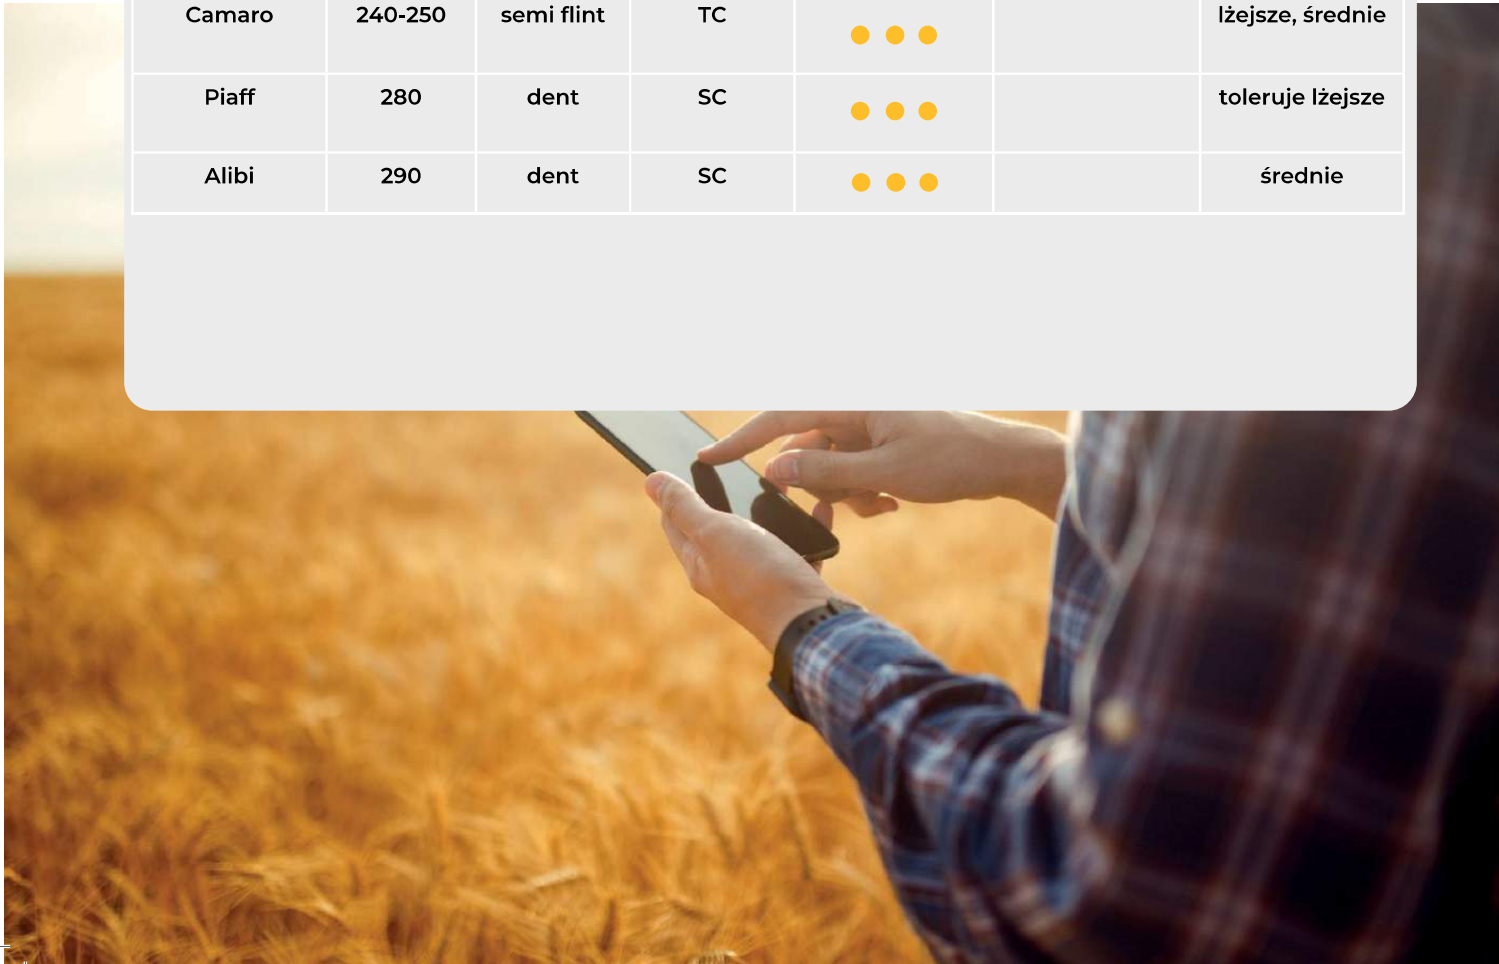 Camaro 240-250 semi flint TC lżejsze, średnie
Piaff 280 dent SC toleruje lżejsze
Alibi 290 dent SC średnie